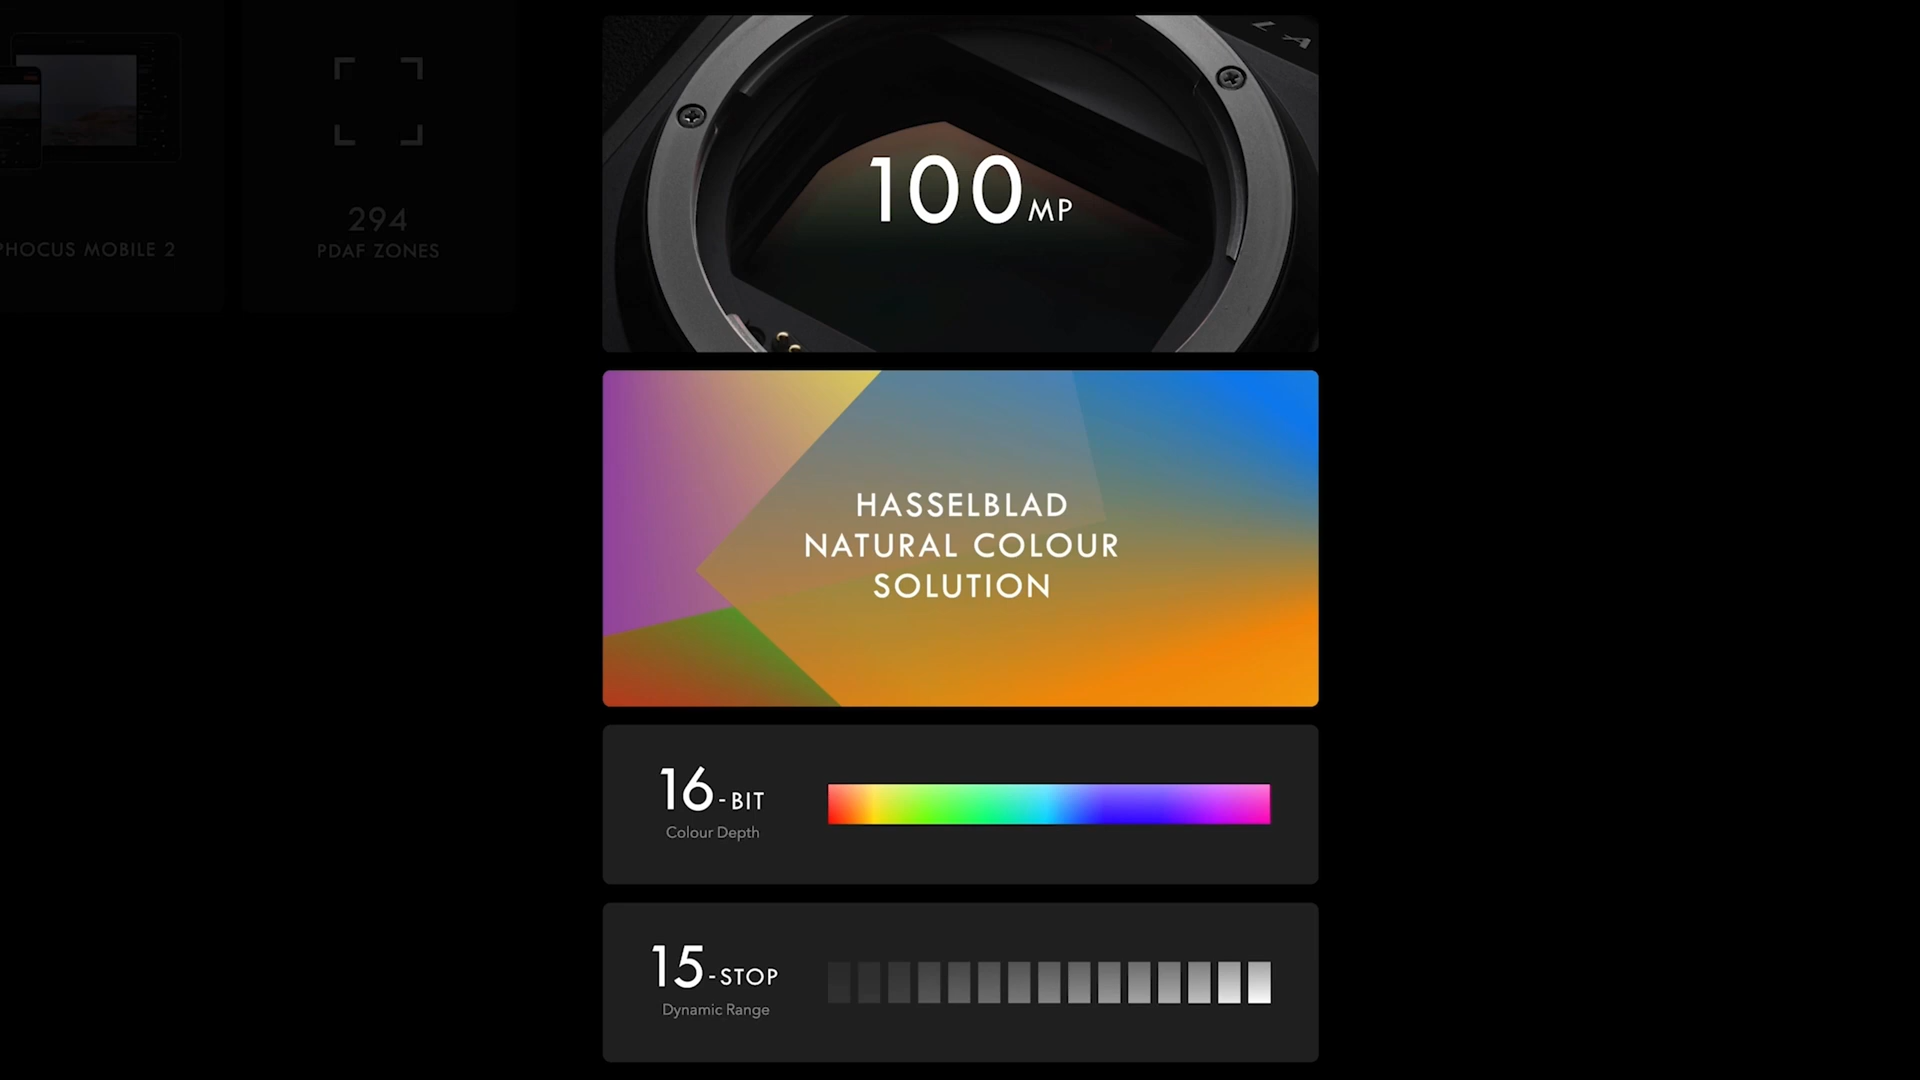 PHOCUS MOBILE 2
294
PDAF ZONES
100MP
HASSELBLAD
NATURAL COLOUR
SOLUTION
16-BIT
Colour Depth
15-STOP
Dynamic Range